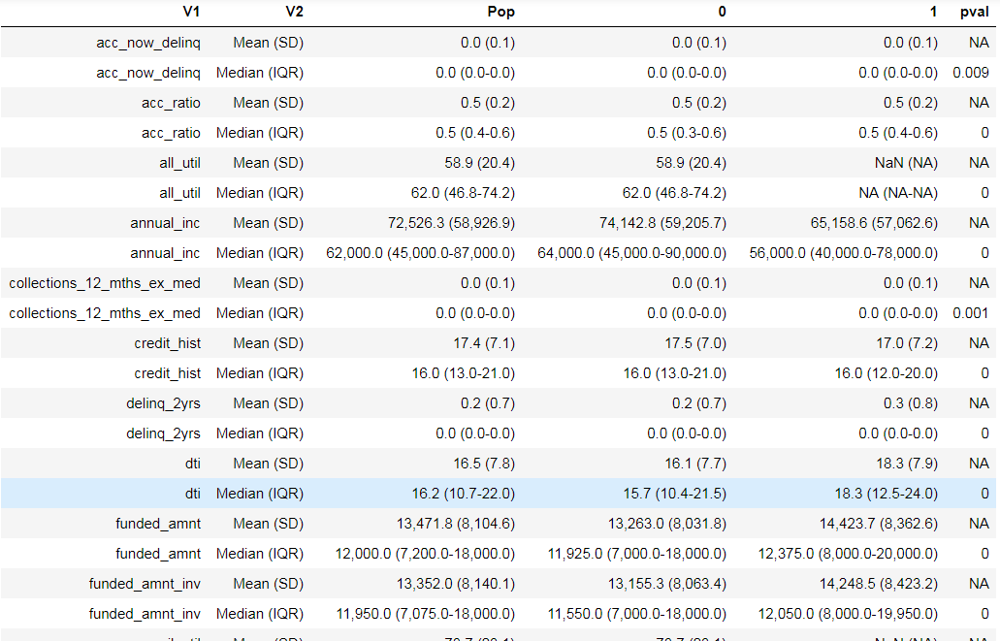 V1 V2 Pop 0 1 pval
acc_now_delinq Mean (SD) 0.0 (0.1) 0.0 (0.1) 0.0 (0.1) NA
acc_now_delinq Median (IQR) 0.0 (0.0-0.0) 0.0 (0.0-0.0) 0.0 (0.0-0.0) 0.009
acc_ratio Mean (SD) 0.5 (0.2) 0.5 (0.2) 0.5 (0.2) NA
acc_ratio Median (IQR) 0.5 (0.4-0.6) 0.5 (0.3-0.6) 0.5 (0.4-0.6) 0
all_util Mean (SD) 58.9 (20.4) 58.9 (20.4) NaN (NA) NA
all_util Median (IQR) 62.0 (46.8-74.2) 62.0 (46.8-74.2) NA (NA-NA) 0
annual_inc Mean (SD) 72,526.3 (58,926.9) 74,142.8 (59,205.7) 65,158.6 (57,062.6) NA
annual_inc Median (IQR) 62,000.0 (45,000.0-87,000.0) 64,000.0 (45,000.0-90,000.0) 56,000.0 (40,000.0-78,000.0) 0
collections_12_mths_ex_med Mean (SD) 0.0 (0.1) 0.0 (0.1) 0.0 (0.1) NA
collections_12_mths_ex_med Median (IQR) 0.0 (0.0-0.0) 0.0 (0.0-0.0) 0.0 (0.0-0.0) 0.001
credit_hist Mean (SD) 17.4 (7.1) 17.5 (7.0) 17.0 (7.2) NA
credit_hist Median (IQR) 16.0 (13.0-21.0) 16.0 (13.0-21.0) 16.0 (12.0-20.0) 0
delinq_2yrs Mean (SD) 0.2 (0.7) 0.2 (0.7) 0.3 (0.8) NA
delinq_2yrs Median (IQR) 0.0 (0.0-0.0) 0.0 (0.0-0.0) 0.0 (0.0-0.0) 0
dti Mean (SD) 16.5 (7.8) 16.1 (7.7) 18.3 (7.9) NA
dti Median (IQR) 16.2 (10.7-22.0) 15.7 (10.4-21.5) 18.3 (12.5-24.0) 0
funded_amnt Mean (SD) 13,471.8 (8,104.6) 13,263.0 (8,031.8) 14,423.7 (8,362.6) NA
funded_amnt Median (IQR) 12,000.0 (7,200.0-18,000.0) 11,925.0 (7,000.0-18,000.0) 12,375.0 (8,000.0-20,000.0) 0
funded_amnt_inv Mean (SD) 13,352.0 (8,140.1) 13,155.3 (8,063.4) 14,248.5 (8,423.2) NA
funded_amnt_inv Median (IQR) 11,950.0 (7,075.0-18,000.0) 11,550.0 (7,000.0-18,000.0) 12,050.0 (8,000.0-19,950.0) 0